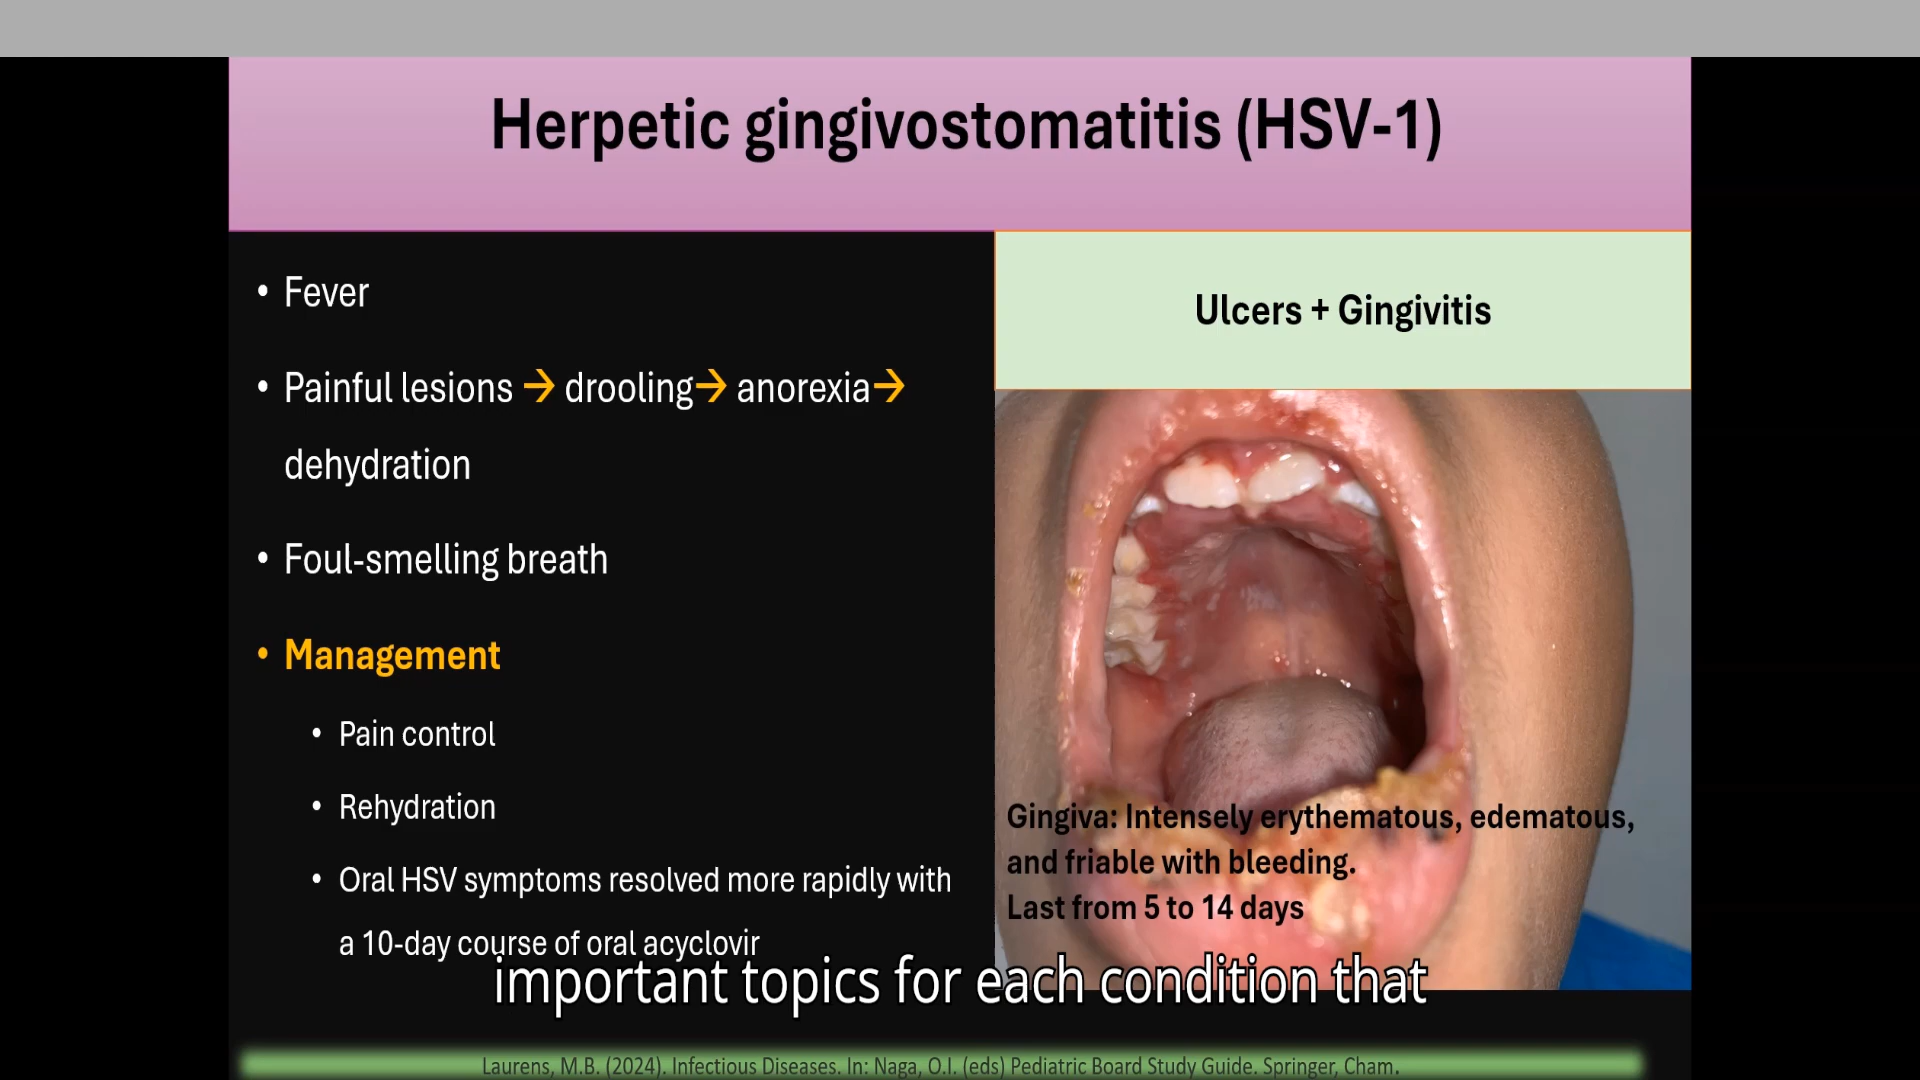 Herpetic gingivostomatitis (HSV-1)
• Fever
• Painful lesions → drooling→ anorexia→
dehydration
• Foul-smelling breath
• Management
• Pain control
• Rehydration
• Oral HSV symptoms resolved more rapidly with
a 10-day course of oral acyclovir
Ulcers + Gingivitis
Gingiva: Intensely erythematous, edematous,
and friable with bleeding.
Last from 5 to 14 days
important topics for each condition that
Laurens, M.B. (2024). Infectious Diseases. In: Naga, O.I. (eds) Pediatric Board Study Guide. Springer, Cham.